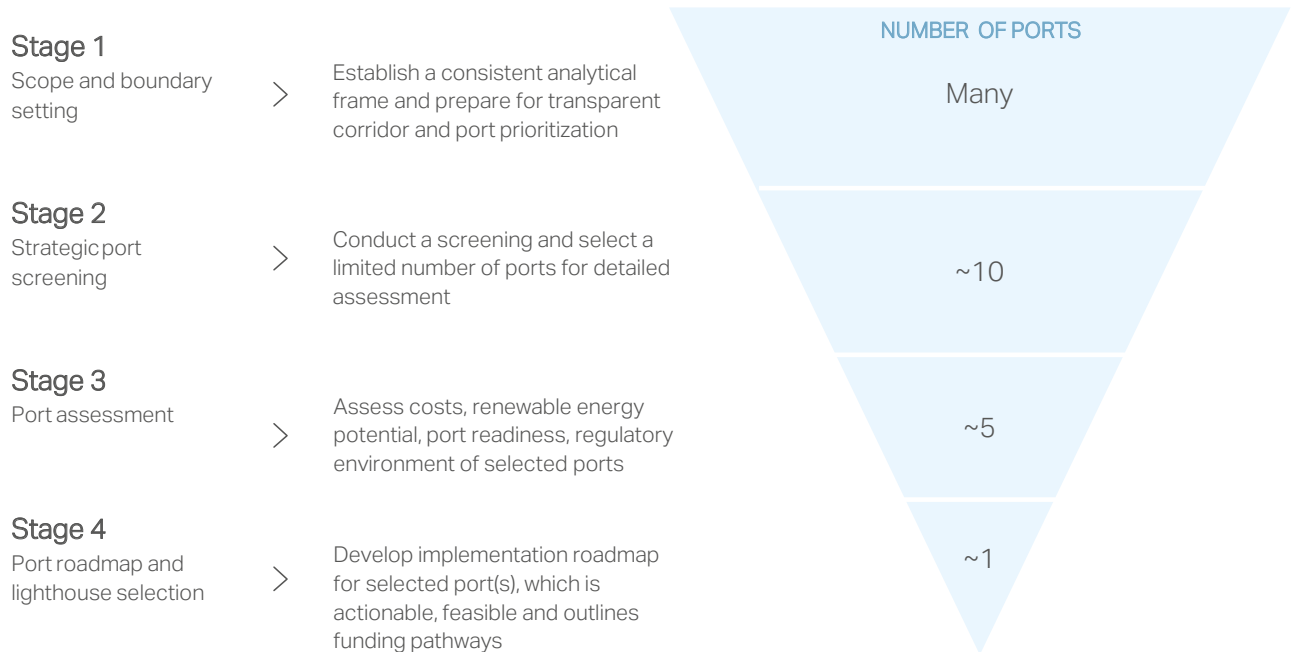 NUMBER OF PORTS
Stage 1
Scope and boundary
setting
>
Establish a consistent analytical
frame and prepare for transparent
corridor and port prioritization
Many
Stage 2
Strategic port
screening
>
Conduct a screening and select a
limited number of ports for detailed
assessment
~10
Stage 3
Port assessment
>
Assess costs, renewable energy
potential, port readiness, regulatory
environment of selected ports
~5
Stage 4
Port roadmap and
lighthouse selection
>
Develop implementation roadmap
for selected port(s), which is
actionable, feasible and outlines
funding pathways
~1